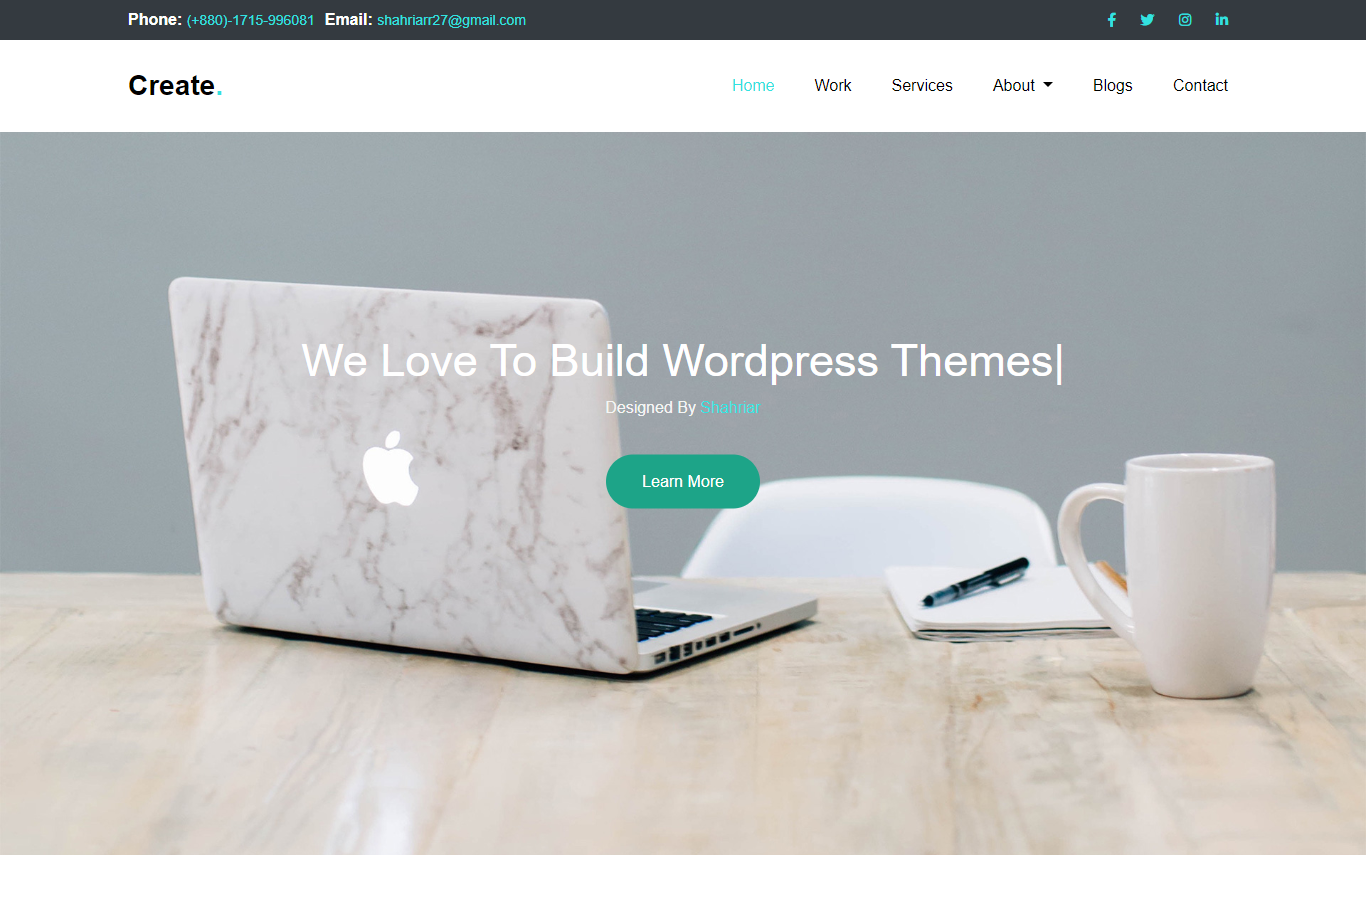 Phone: (+880)-1715-996081 Email: shahriarr27@gmail.com
Create.
Home Work Services About Blogs Contact
We Love To Build Wordpress Themes|
Designed By Shahriar
Learn More